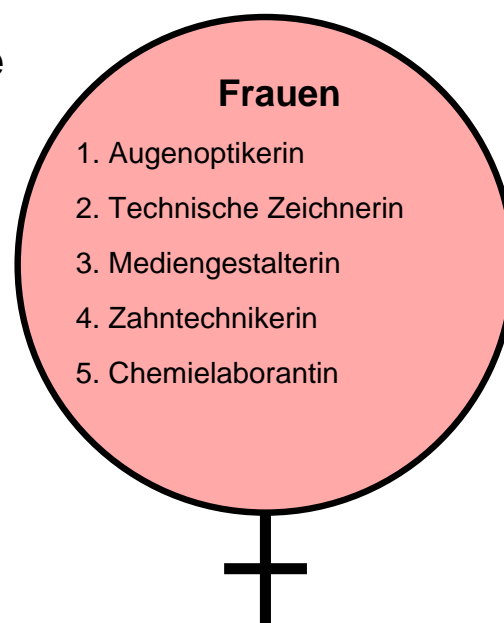 Frauen
1. Augenoptikerin
2. Technische Zeichnerin
3. Mediengestalterin
4. Zahntechnikerin
5. Chemielaborantin